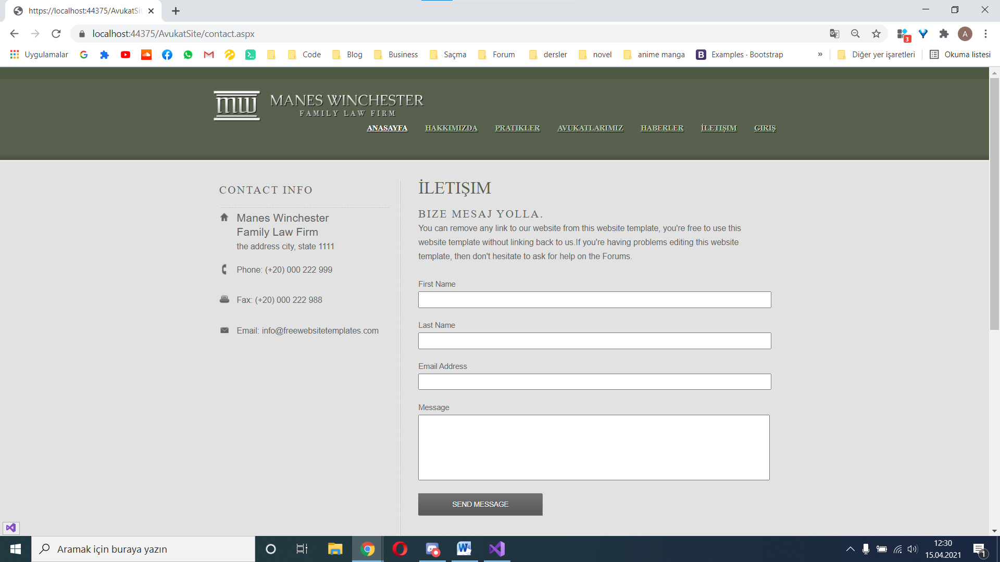 https://localhost:44375/AvukatSit
localhost:44375/AvukatSite/contact.aspx
3
A
Uygulamalar
Code
Blog
Business
Saçma
Forum
dersler
novel
anime manga
B
Examples · Bootstrap
»
Diğer yer işaretleri
Okuma listesi
mw
MANES WINCHESTER
FAMILY LAW FIRM
ANASAYFA HAKKIMIZDA PRATIKLER AVUKATLARIMIZ HABERLER İLETIŞIM GIRIŞ
CONTACT INFO
Manes Winchester
Family Law Firm
the address city, state 1111
Phone: (+20) 000 222 999
Fax: (+20) 000 222 988
Email: info@freewebsitetemplates.com
İLETIŞIM
BIZE MESAJ YOLLA.
You can remove any link to our website from this website template, you're free to use this
website template without linking back to us.If you're having problems editing this website
template, then don't hesitate to ask for help on the Forums.
First Name
Last Name
Email Address
Message
SEND MESSAGE
Aramak için buraya yazın
12:30
15.04.2021
1